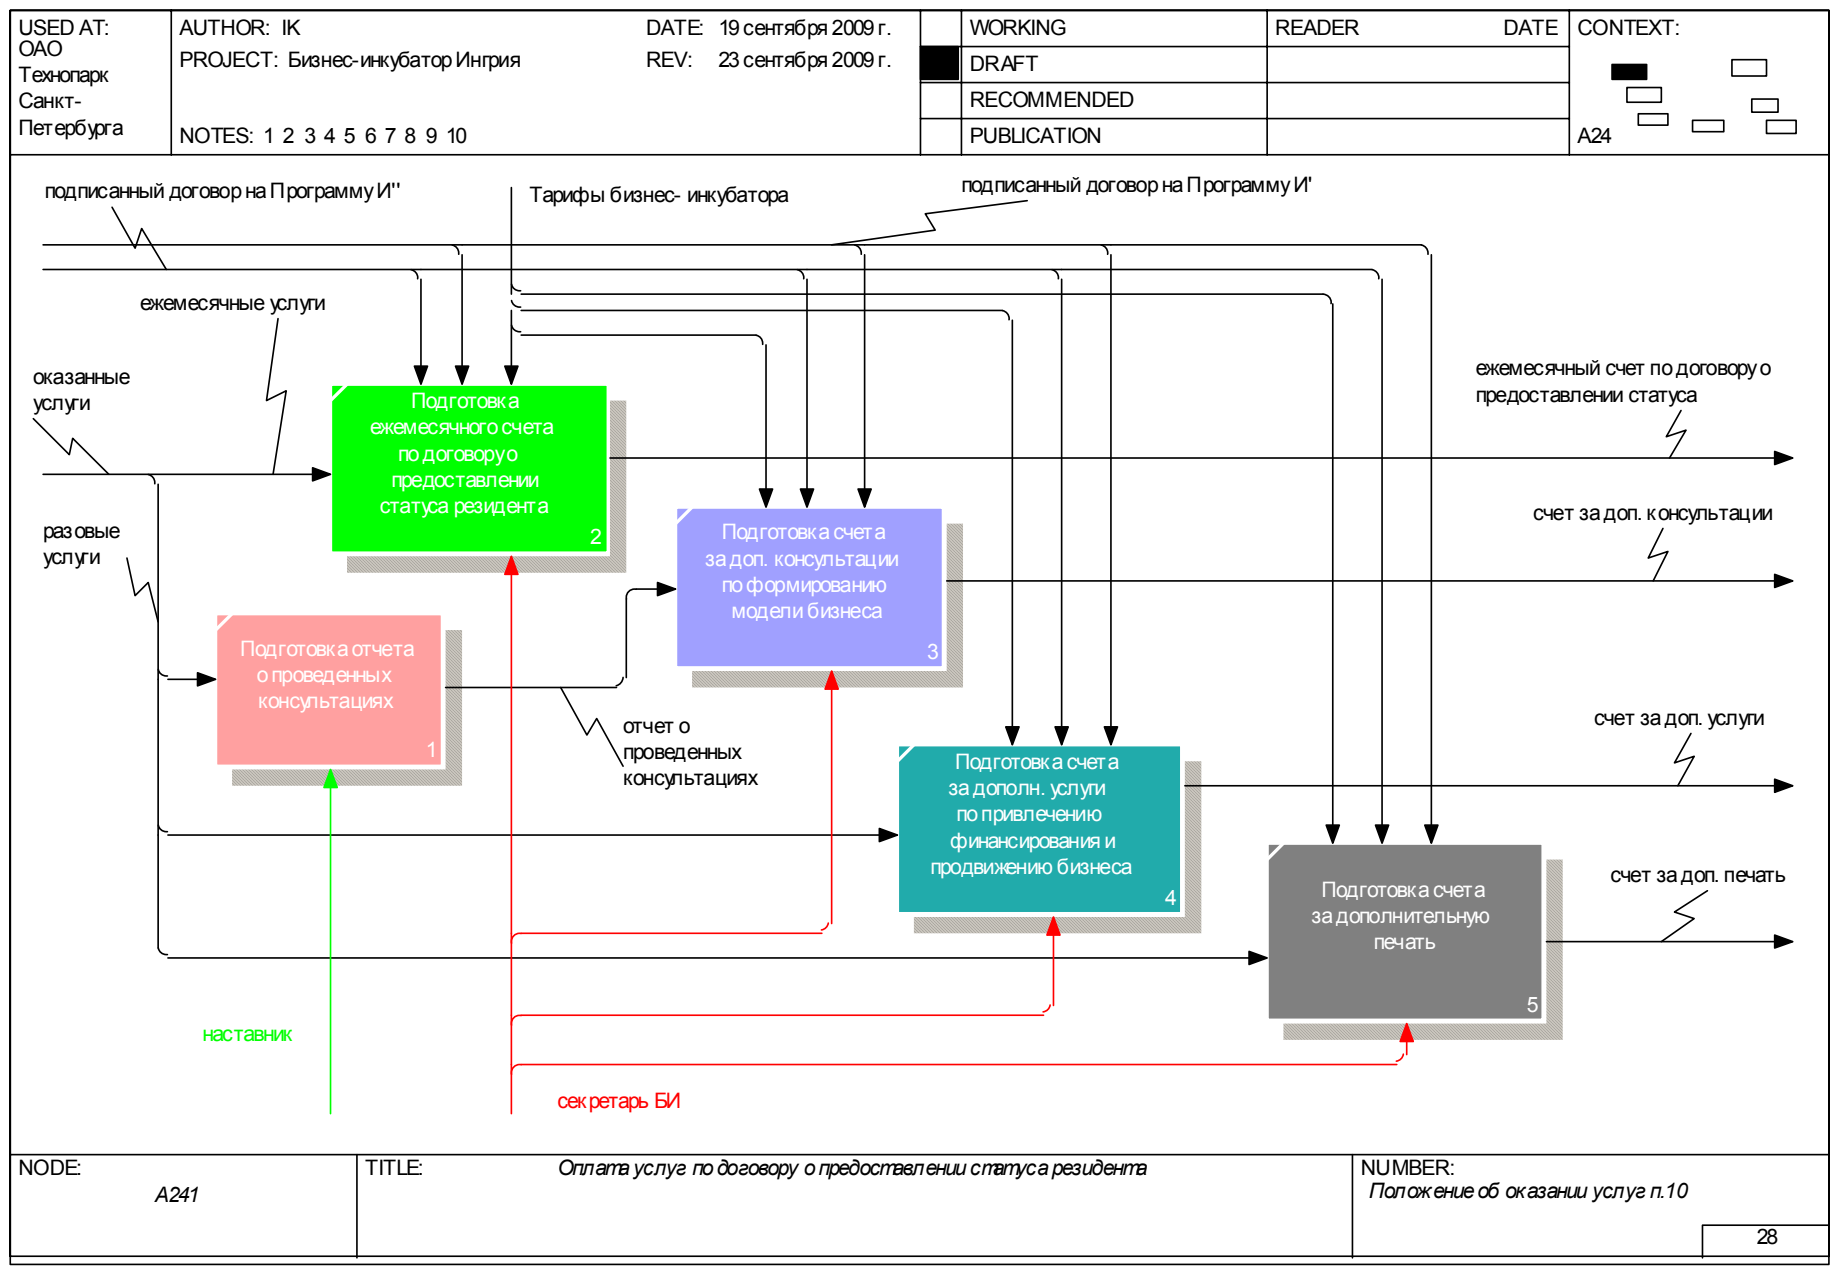 USED AT:
ОАО
Технопарк
Санкт-
Петербурга
AUTHOR: IK
DATE: 19 сентября 2009 г.
PROJECT: Бизнес-инкубатор Ингрия
REV: 23 сентября 2009 г.
NOTES: 1 2 3 4 5 6 7 8 9 10
WORKING
DRAFT
RECOMMENDED
PUBLICATION
READER DATE
CONTEXT:
A24
подписанный договор на Программу И''
Тарифы бизнес- инкубатора
подписанный договор на Программу И'
ежемесячные услуги
оказанные
услуги
разовые
услуги
Подготовка
ежемесячного счета
по договору о
предоставлении
статуса резидента
2
ежемесячный счет по договору о
предоставлении статуса
Подготовка счета
за доп. консультации
по формированию
модели бизнеса
3
счет за доп. консультации
Подготовка отчета
о проведенных
консультациях
1
отчет о
проведенных
консультациях
счет за доп. услуги
Подготовка счета
за дополн. услуги
по привлечению
финансирования и
продвижению бизнеса
4
счет за доп. печать
Подготовка счета
за дополнительную
печать
5
наставник
секретарь БИ
NODE:
A241
TITLE:
Оплата услуг по договору о предоставлении статуса резидента
NUMBER:
Положение об оказании услуг п.10
28